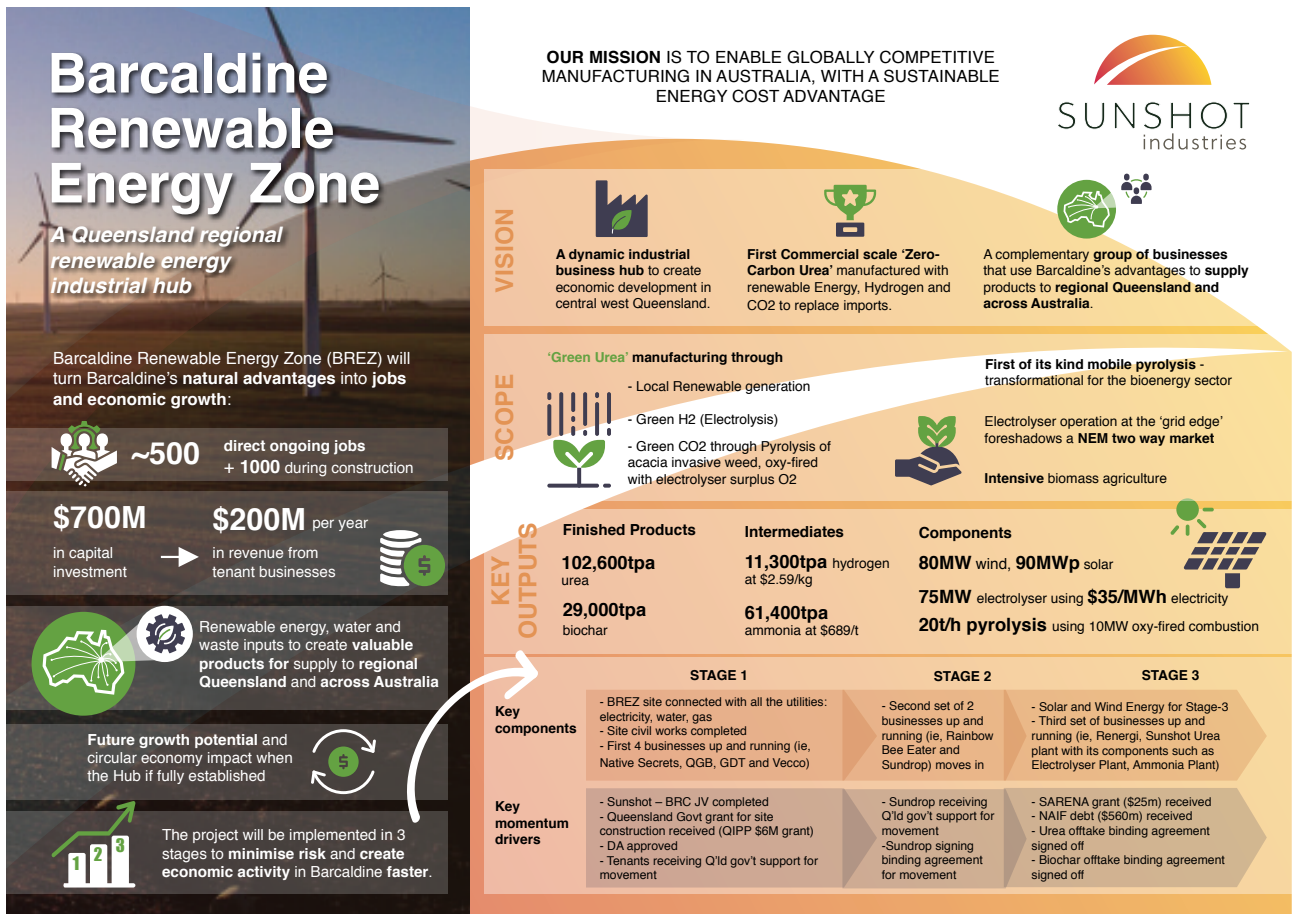 Barcaldine
Renewable
Energy Zone
A Queensland regional
renewable energy
industrial hub
Barcaldine Renewable Energy Zone (BREZ) will
turn Barcaldine's natural advantages into jobs
and economic growth:
~500
direct ongoing jobs
+ 1000 during construction
$700M
in capital
investment
$200M per year
in revenue from
tenant businesses
$
Renewable energy, water and
waste inputs to create valuable
products for supply to regional
Queensland and across Australia
Future growth potential and
circular economy impact when
the Hub if fully established
$
1 2 3
The project will be implemented in 3
stages to minimise risk and create
economic activity in Barcaldine faster.
OUR MISSION IS TO ENABLE GLOBALLY COMPETITIVE
MANUFACTURING IN AUSTRALIA, WITH A SUSTAINABLE
ENERGY COST ADVANTAGE
SUNSHOT
industries
VISION
A dynamic industrial
business hub to create
economic development in
central west Queensland.
First Commercial scale 'Zero-
Carbon Urea' manufactured with
renewable Energy, Hydrogen and
CO2 to replace imports.
A complementary group of businesses
that use Barcaldine's advantages to supply
products to regional Queensland and
across Australia.
SCOPE
'Green Urea' manufacturing through
- Local Renewable generation
- Green H2 (Electrolysis)
- Green CO2 through Pyrolysis of
acacia invasive weed, oxy-fired
with electrolyser surplus O2
First of its kind mobile pyrolysis -
transformational for the bioenergy sector
Electrolyser operation at the 'grid edge'
foreshadows a NEM two way market
Intensive biomass agriculture
KEY
OUTPUTS
Finished Products
102,600tpa
urea
29,000tpa
biochar
Intermediates
11,300tpa hydrogen
at $2.59/kg
61,400tpa
ammonia at $689/t
Components
80MW wind, 90MWp solar
75MW electrolyser using $35/MWh electricity
20t/h pyrolysis using 10MW oxy-fired combustion
STAGE 1
STAGE 2
STAGE 3
Key
components
- BREZ site connected with all the utilities:
electricity, water, gas
- Site civil works completed
- First 4 businesses up and running (ie,
Native Secrets, QGB, GDT and Vecco)
- Second set of 2
businesses up and
running (ie, Rainbow
Bee Eater and
Sundrop) moves in
- Solar and Wind Energy for Stage-3
- Third set of businesses up and
running (ie, Renergi, Sunshot Urea
plant with its components such as
Electrolyser Plant, Ammonia Plant)
Key
momentum
drivers
- Sunshot – BRC JV completed
- Queensland Govt grant for site
construction received (QIPP $6M grant)
- DA approved
- Tenants receiving Q'ld gov't support for
movement
- Sundrop receiving
Q'ld gov't support for
movement
-Sundrop signing
binding agreement
for movement
- SARENA grant ($25m) received
- NAIF debt ($560m) received
- Urea offtake binding agreement
signed off
- Biochar offtake binding agreement
signed off